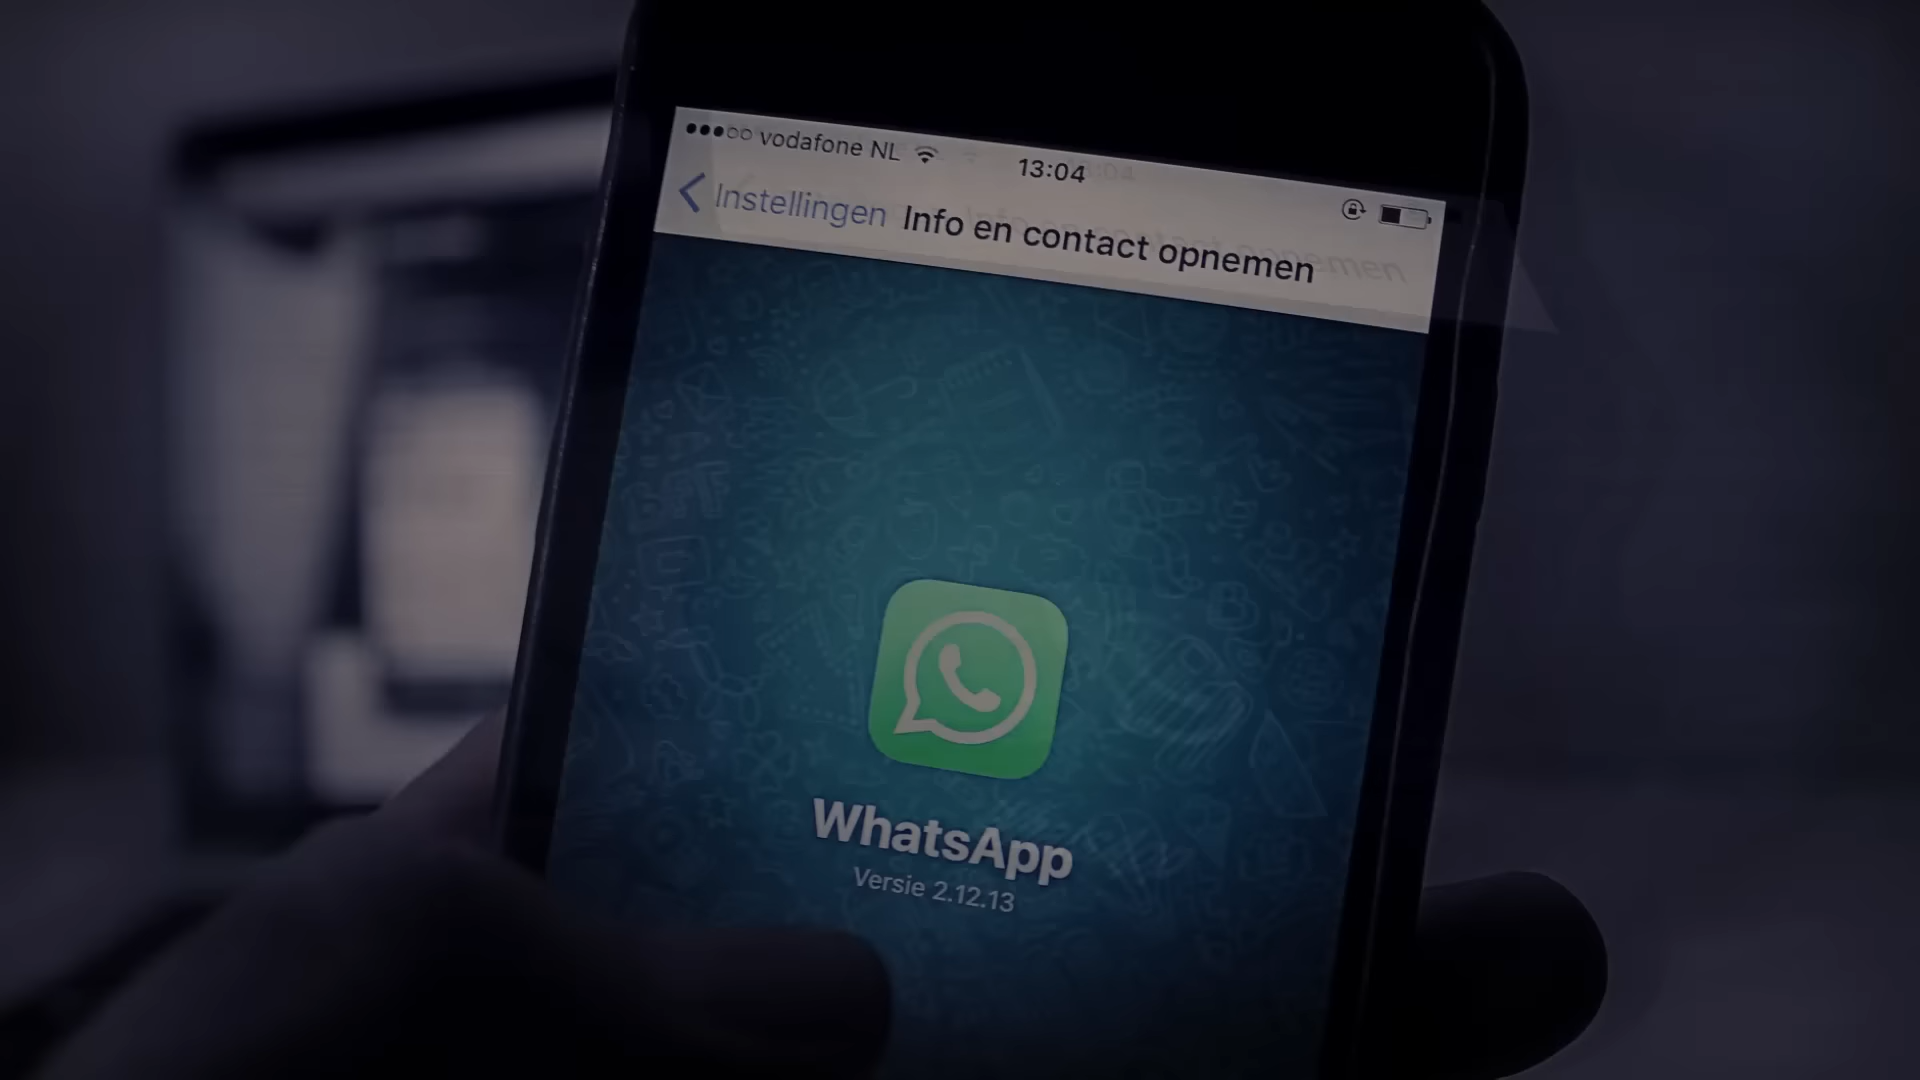 vodafone NL 13:04
Instellingen Info en contact opnemen
WhatsApp
Versie 2.12.13